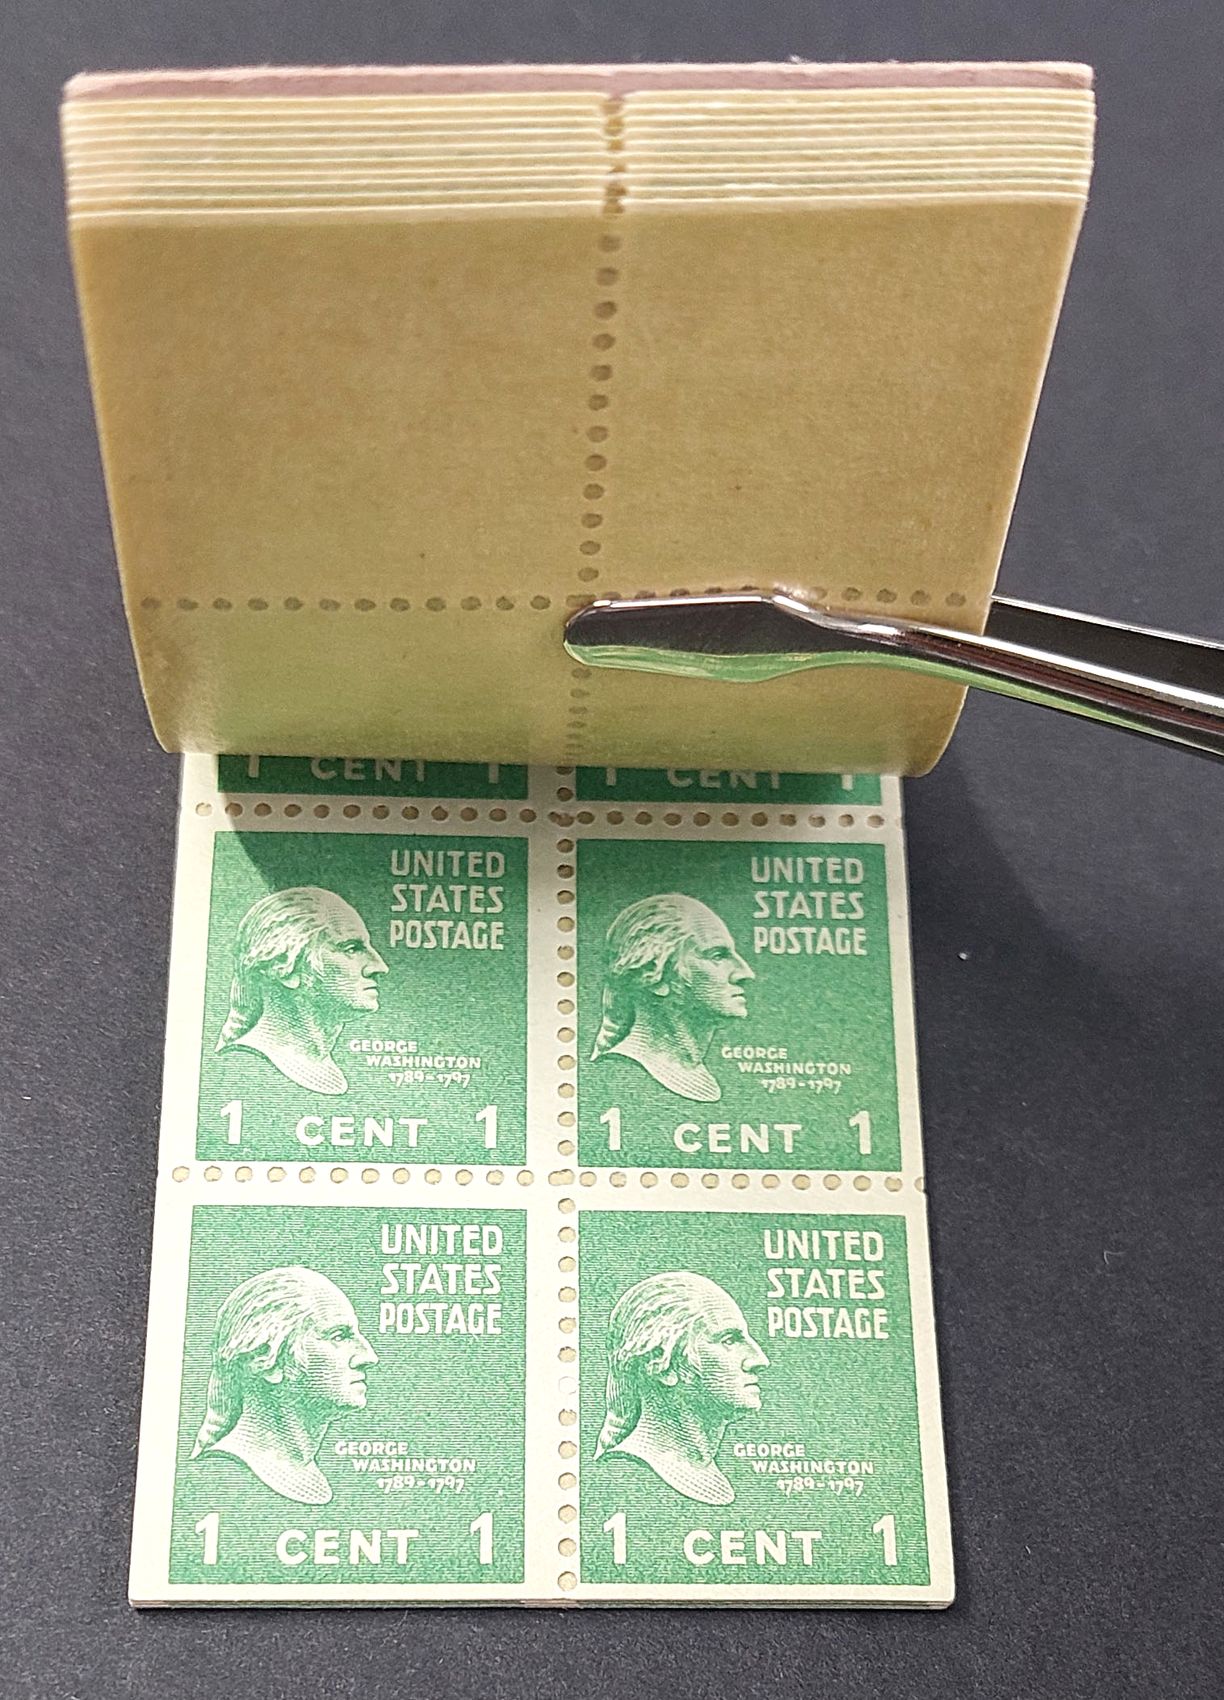 1 CENT 1
1 CENT 1
UNITED
STATES
POSTAGE
GEORGE
WASHINGTON
1789-1797
1 CENT 1
UNITED
STATES
POSTAGE
GEORGE
WASHINGTON
1789-1797
1 CENT 1
UNITED
STATES
POSTAGE
GEORGE
WASHINGTON
1789-1797
1 CENT 1
UNITED
STATES
POSTAGE
GEORGE
WASHINGTON
1789-1797
1 CENT 1